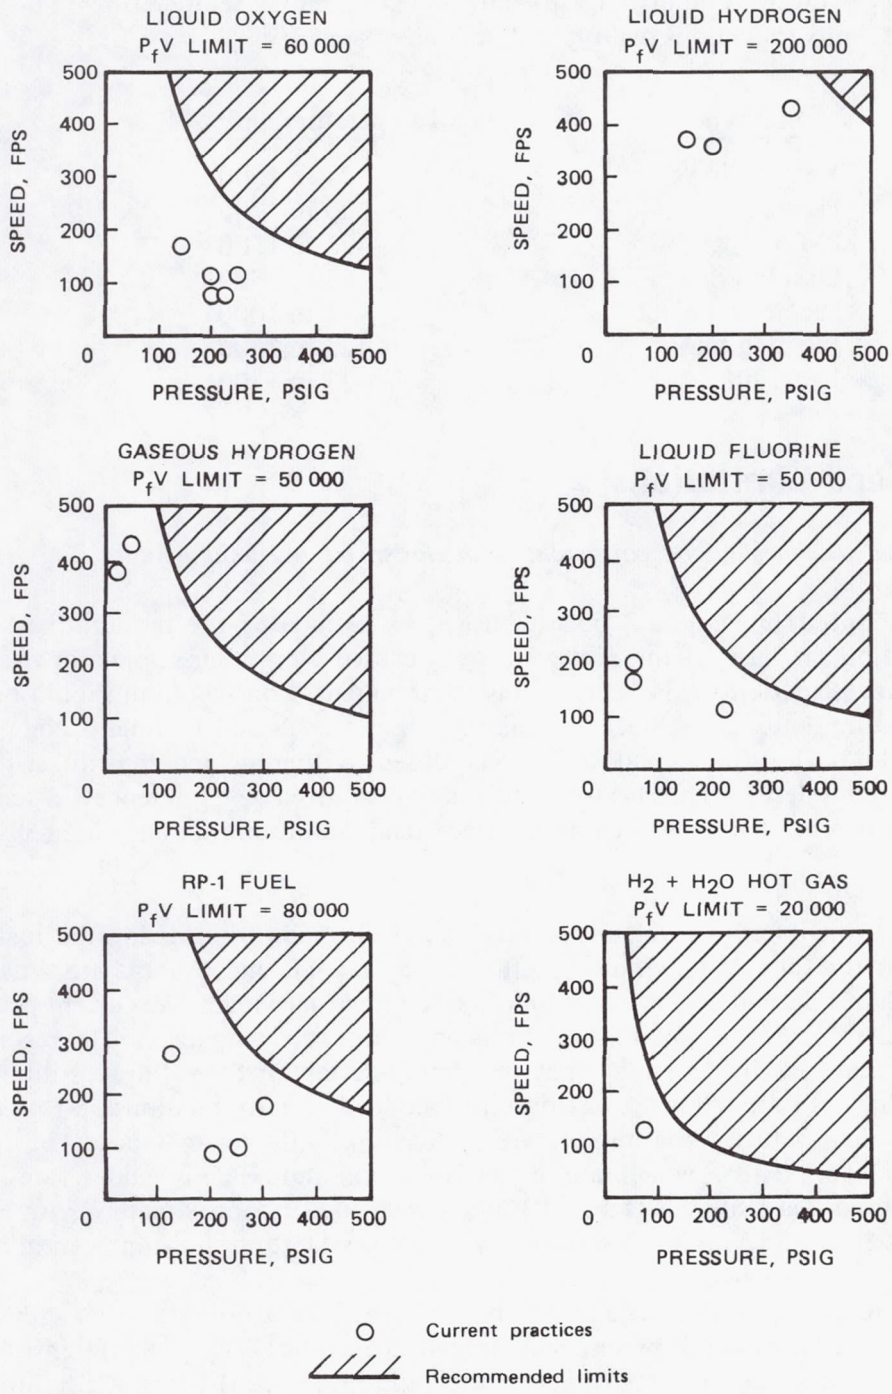 LIQUID OXYGEN
PfV LIMIT = 60 000
500
400
300
200
100
0
100 200 300 400 500
SPEED, FPS
PRESSURE, PSIG
LIQUID HYDROGEN
PfV LIMIT = 200 000
500
400
300
200
100
0
100 200 300 400 500
SPEED, FPS
PRESSURE, PSIG
GASEOUS HYDROGEN
PfV LIMIT = 50 000
500
400
300
200
100
0
100 200 300 400 500
SPEED, FPS
PRESSURE, PSIG
LIQUID FLUORINE
PfV LIMIT = 50 000
500
400
300
200
100
0
100 200 300 400 500
SPEED, FPS
PRESSURE, PSIG
RP-1 FUEL
PfV LIMIT = 80 000
500
400
300
200
100
0
100 200 300 400 500
SPEED, FPS
PRESSURE, PSIG
H2 + H2O HOT GAS
PfV LIMIT = 20 000
500
400
300
200
100
0
100 200 300 400 500
SPEED, FPS
PRESSURE, PSIG
Current practices
Recommended limits